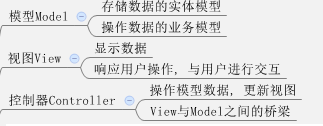 模型Model
存储数据的实体模型
操作数据的业务模型
视图View
显示数据
响应用户操作，与用户进行交互
控制器Controller
操作模型数据，更新视图
View与Model之间的桥梁